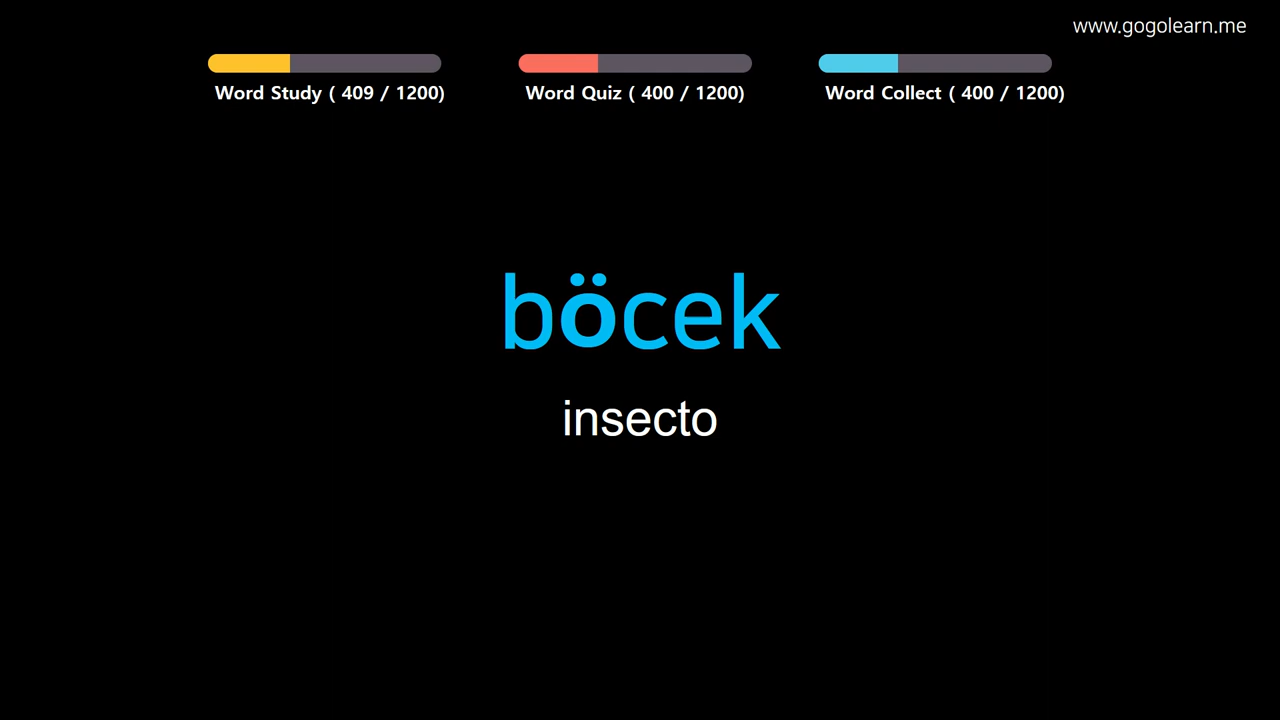 www.gogolearn.me
Word Study ( 409 / 1200)
Word Quiz ( 400 / 1200)
Word Collect ( 400 / 1200)
böcek
insecto